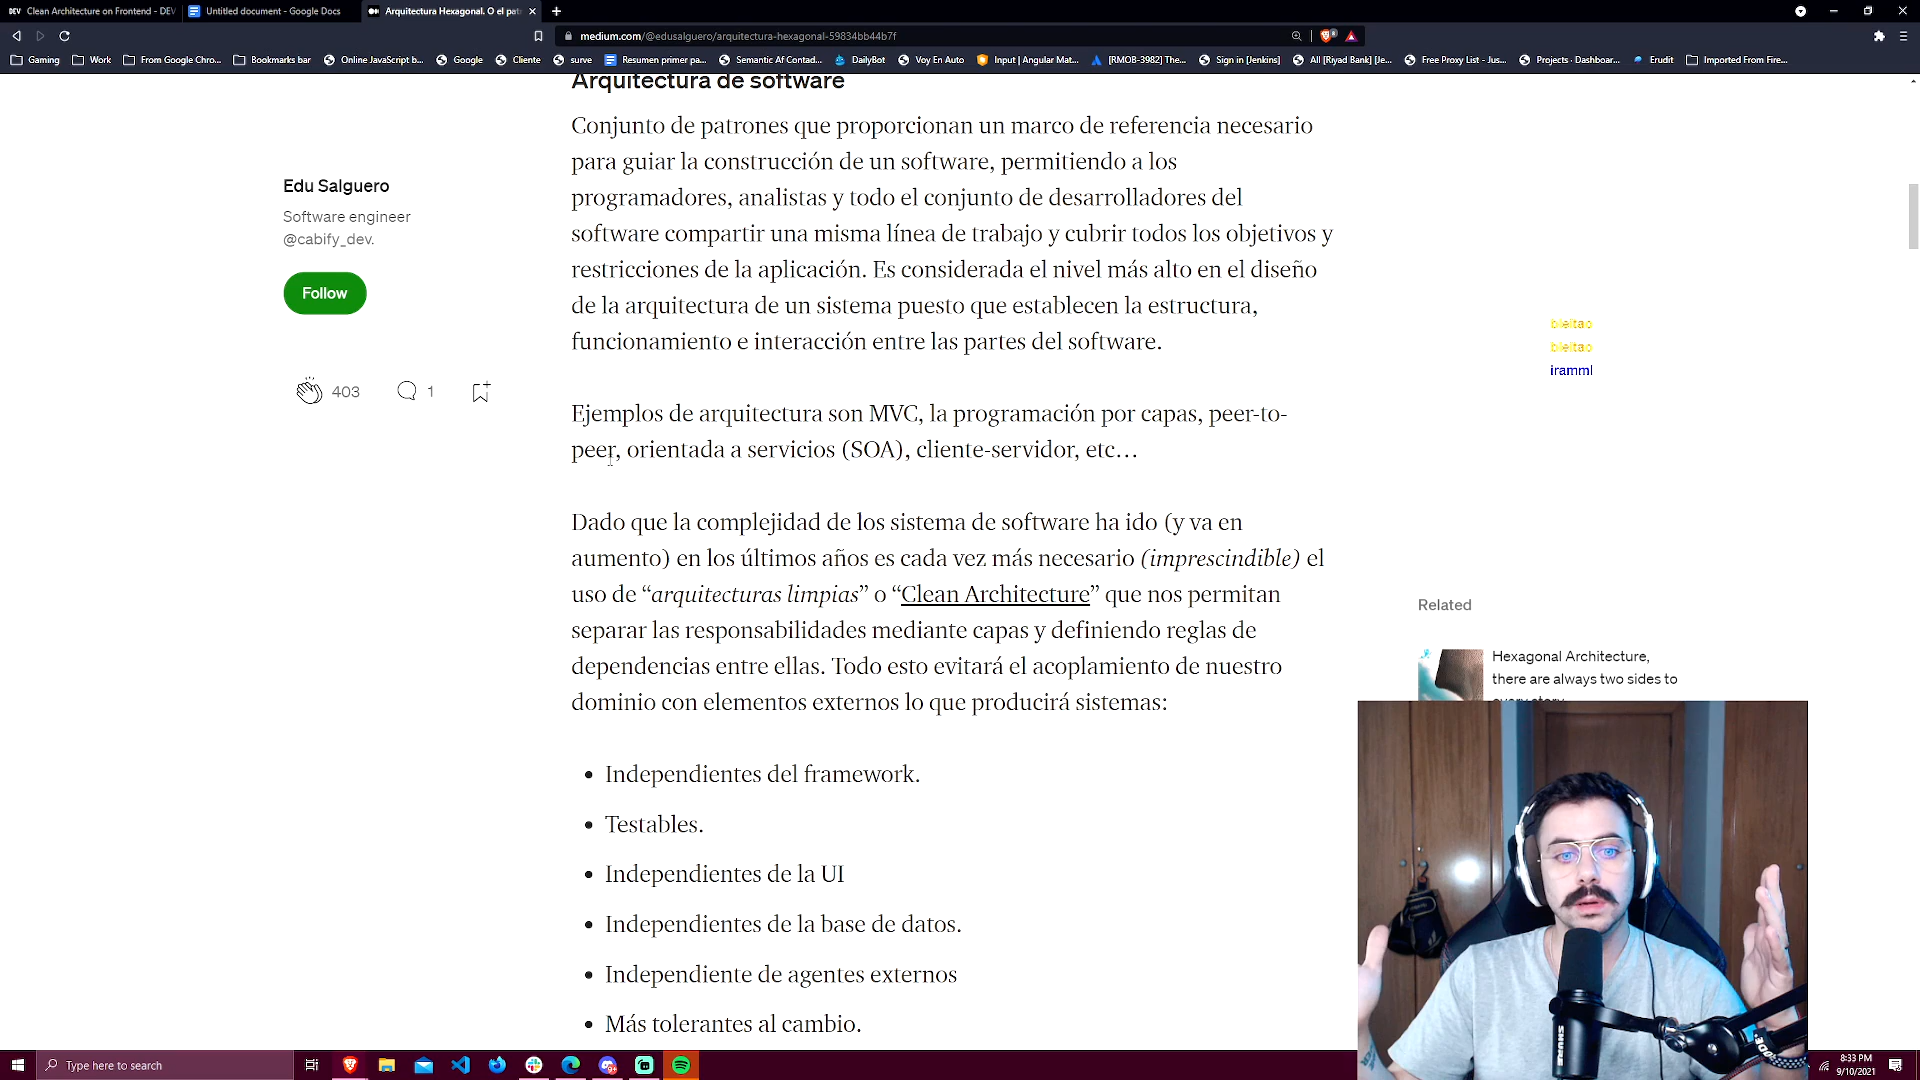 DEV Clean Architecture on Frontend - DEV
Untitled document - Google Docs
Arquitectura Hexagonal. O el pat
medium.com/@edusalguero/arquitectura-hexagonal-59834bb44b7f
Gaming
Work
From Google Chro...
Bookmarks bar
Online JavaScript b...
Google
Cliente
surve
Resumen primer pa...
Semantic Af Contad...
DailyBot
Voy En Auto
Input | Angular Mat...
[RMOB-3982] The...
Sign in [Jenkins]
All [Riyad Bank] [Je...
Free Proxy List - Jus...
Projects · Dashboar...
Erudit
Imported From Fire...
Arquitectura de software
Conjunto de patrones que proporcionan un marco de referencia necesario
para guiar la construcción de un software, permitiendo a los
programadores, analistas y todo el conjunto de desarrolladores del
software compartir una misma línea de trabajo y cubrir todos los objetivos y
restricciones de la aplicación. Es considerada el nivel más alto en el diseño
de la arquitectura de un sistema puesto que establecen la estructura,
funcionamiento e interacción entre las partes del software.
Edu Salguero
Software engineer
@cabify_dev.
Follow
403
1
Ejemplos de arquitectura son MVC, la programación por capas, peer-to-
peer, orientada a servicios (SOA), cliente-servidor, etc…
Dado que la complejidad de los sistema de software ha ido (y va en
aumento) en los últimos años es cada vez más necesario (imprescindible) el
uso de “arquitecturas limpias” o “Clean Architecture” que nos permitan
separar las responsabilidades mediante capas y definiendo reglas de
dependencias entre ellas. Todo esto evitará el acoplamiento de nuestro
dominio con elementos externos lo que producirá sistemas:
• Independientes del framework.
• Testables.
• Independientes de la UI
• Independientes de la base de datos.
• Independiente de agentes externos
• Más tolerantes al cambio.
bleitao
bleitao
iramml
Related
Hexagonal Architecture,
there are always two sides to
every story
SHURE
Type here to search
8:33 PM
9/10/2021